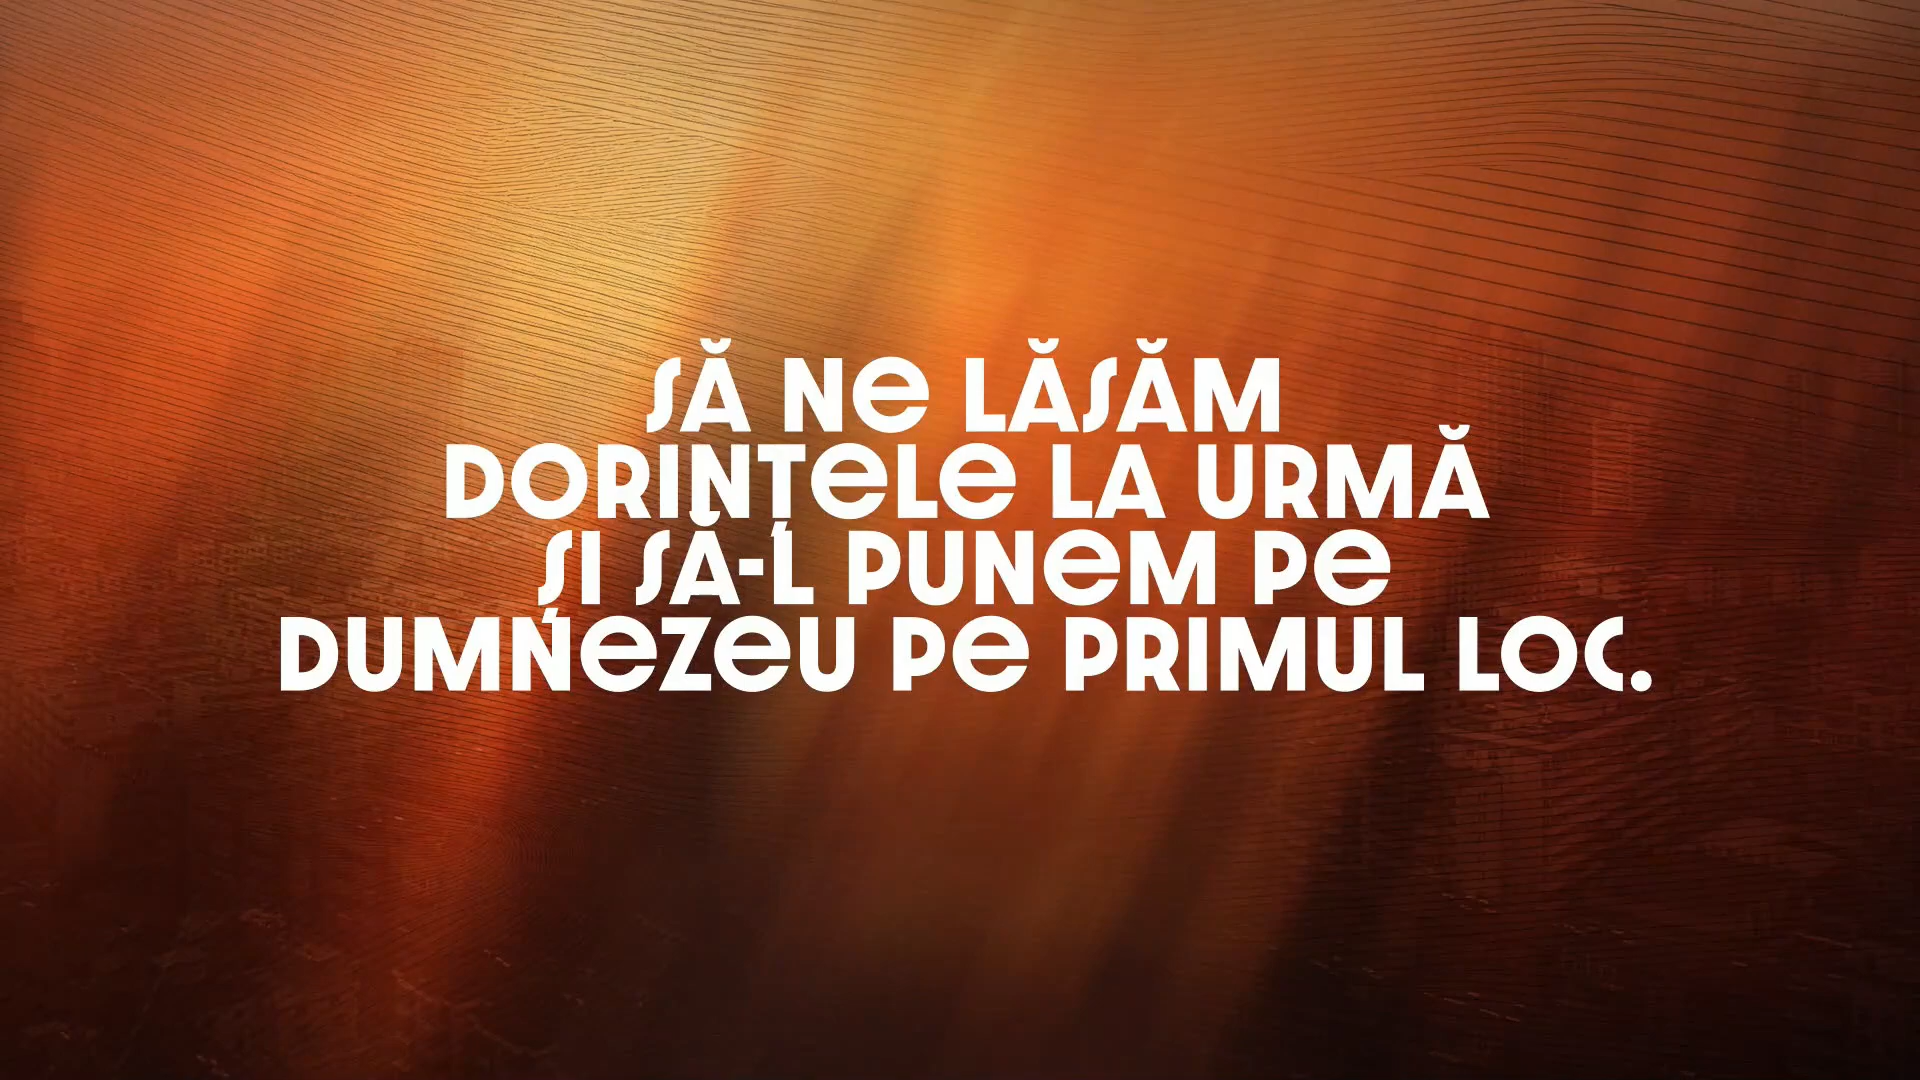 SĂ NE LĂSĂM
DORINȚELE LA URMĂ
ȘI SĂ-L PUNEM PE
DUMNEZEU PE PRIMUL LOC.